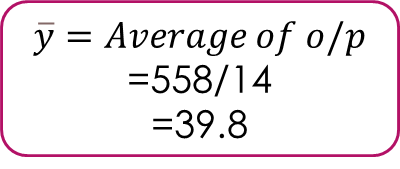 ȳ = Average of o/p
=558/14
=39.8